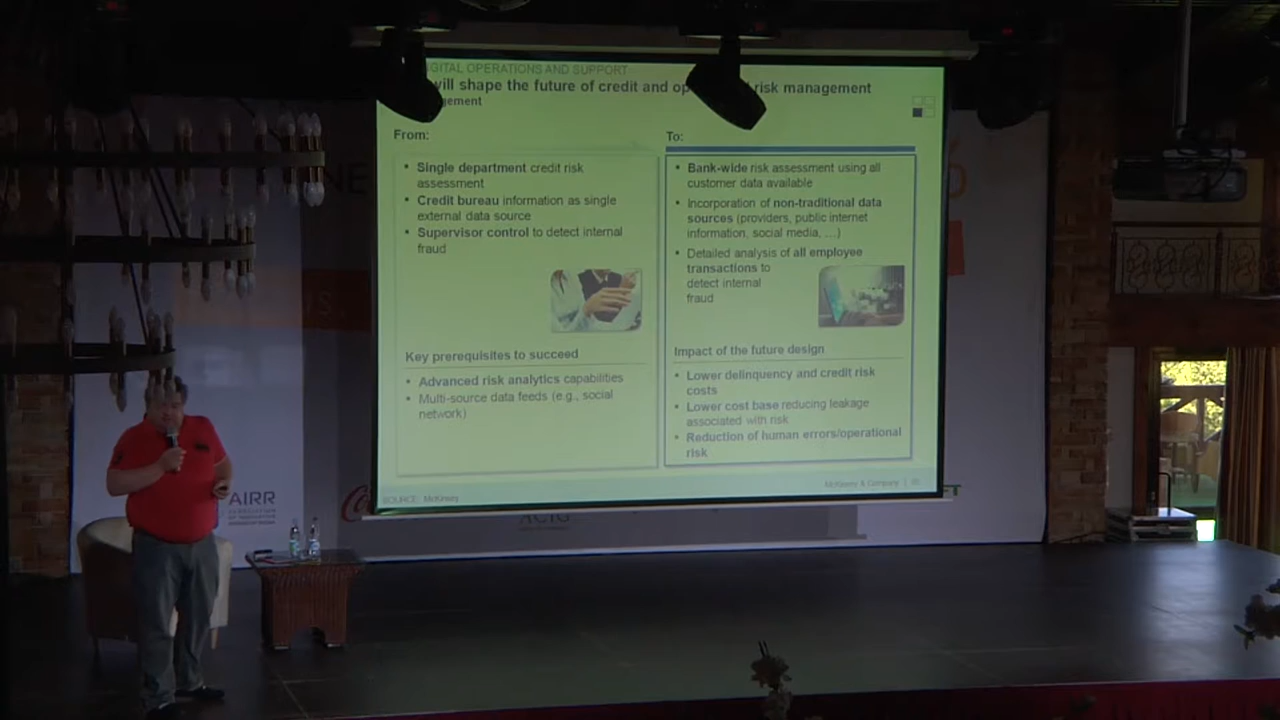 GITAL OPERATIONS AND SUPPORT
will shape the future of credit and op risk management
ement
From:
Single department credit risk
assessment
Credit bureau information as single
external data source
Supervisor control to detect internal
fraud
Key prerequisites to succeed
Advanced risk analytics capabilities
Multi-source data feeds (e.g., social
network)
To:
Bank-wide risk assessment using all
customer data available
Incorporation of non-traditional data
sources (providers, public internet
information, social media, …)
Detailed analysis of all employee
transactions to
detect internal
fraud
Impact of the future design
Lower delinquency and credit risk
costs
Lower cost base reducing leakage
associated with risk
Reduction of human errors/operational
risk
SOURCE: McKinsey
McKinsey & Company
AIRR